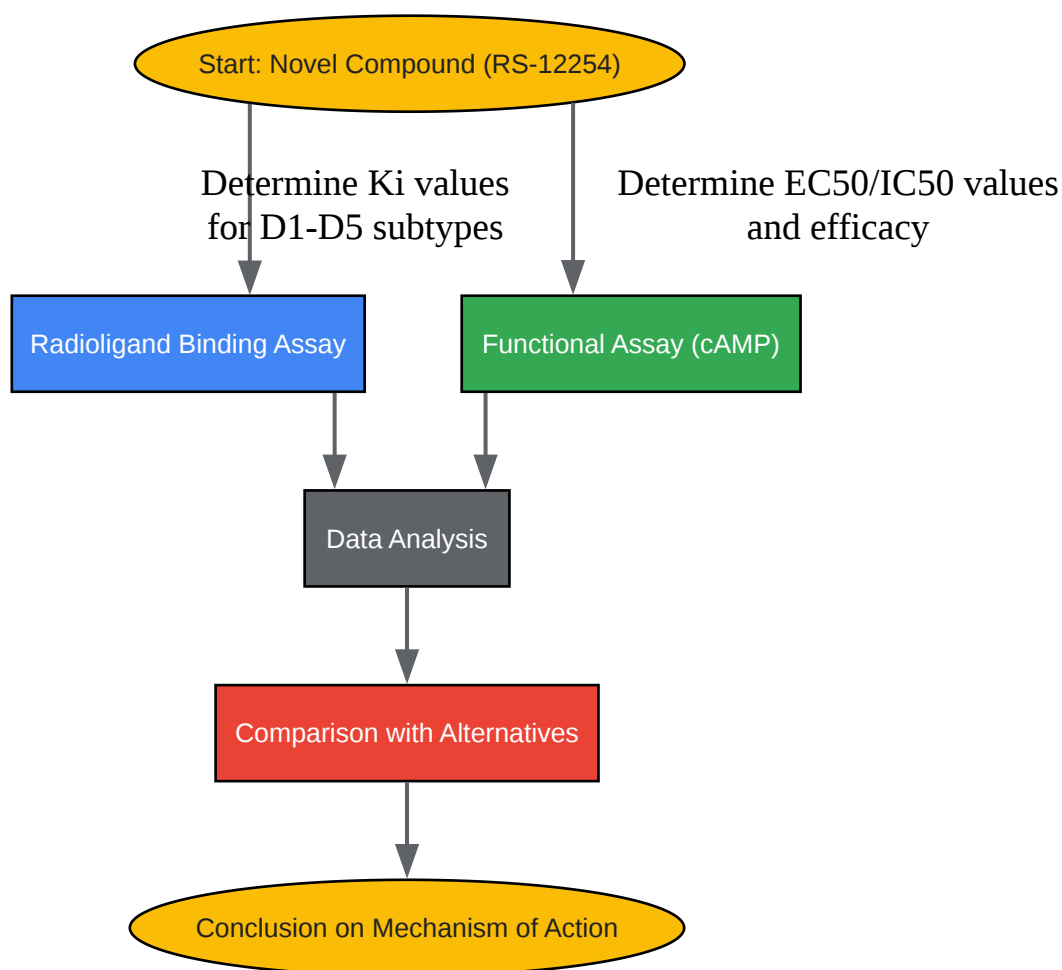 Start: Novel Compound (RS-12254)
Determine Ki values
for D1-D5 subtypes
Determine EC50/IC50 values
and efficacy
Radioligand Binding Assay
Functional Assay (cAMP)
Data Analysis
Comparison with Alternatives
Conclusion on Mechanism of Action